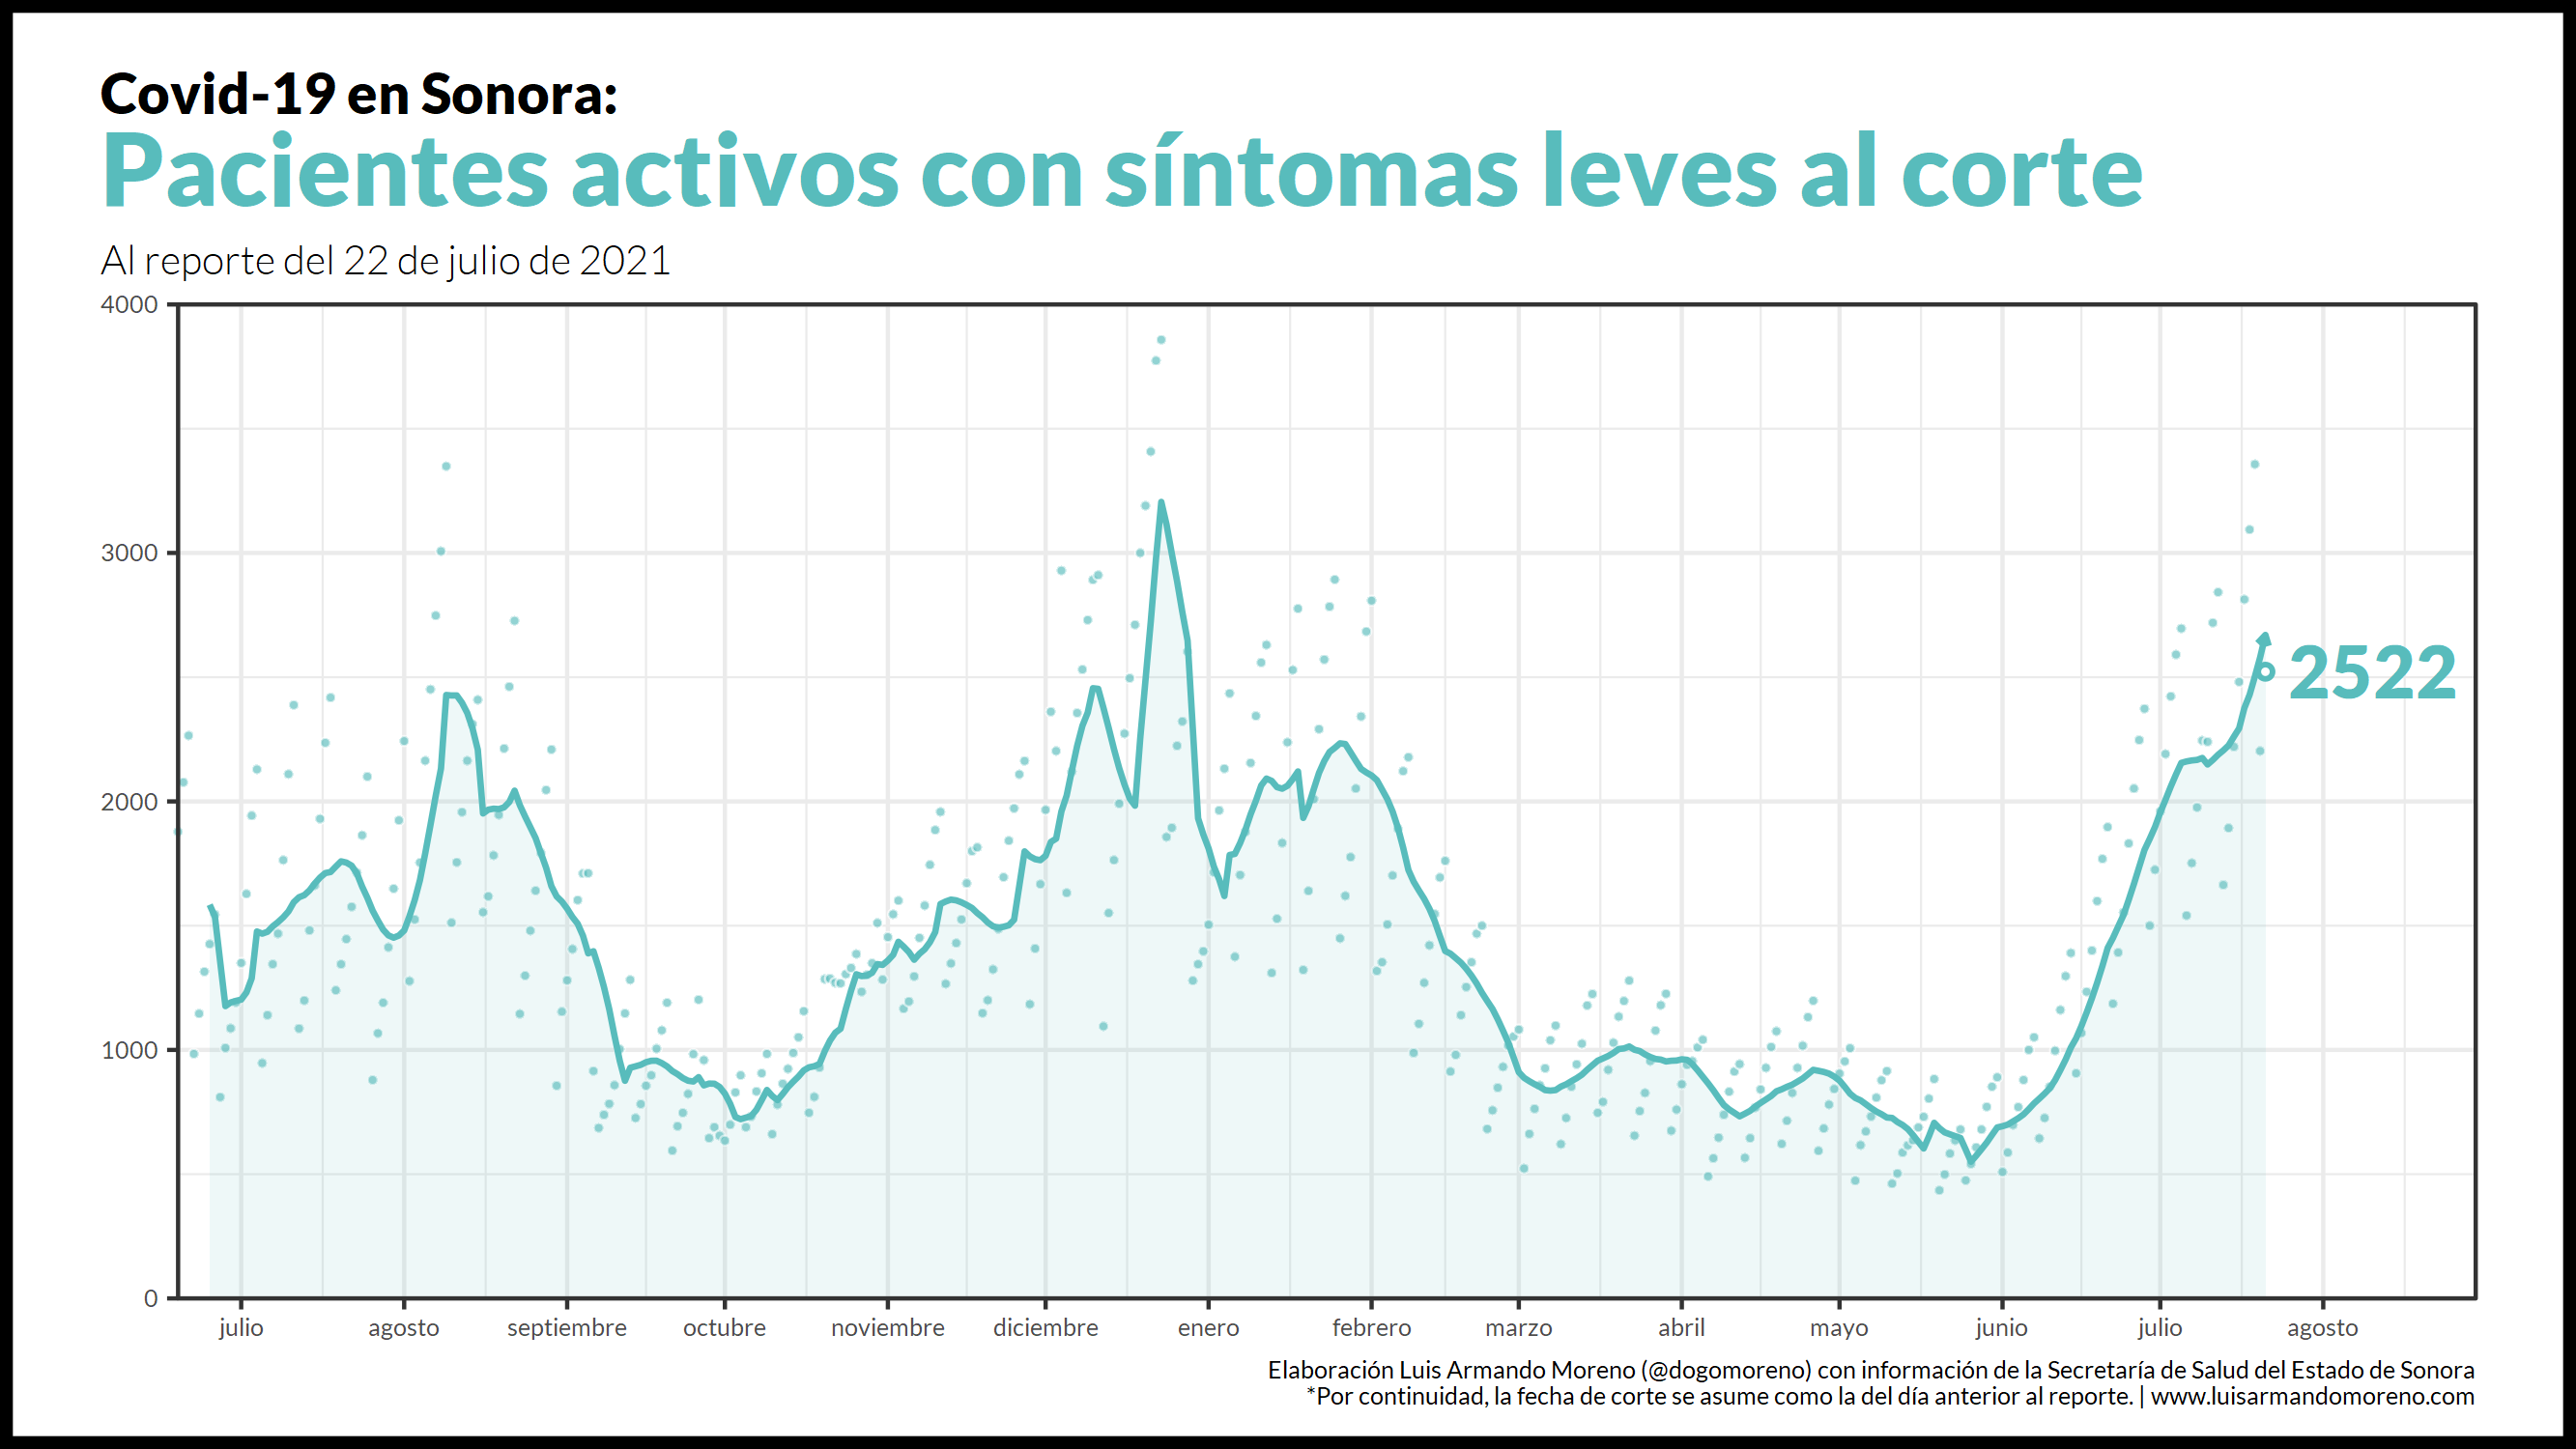 Covid-19 en Sonora:
Pacientes activos con síntomas leves al corte
Al reporte del 22 de julio de 2021
4000
3000
2000
1000
0
2522
julio agosto septiembre octubre noviembre diciembre enero febrero marzo abril mayo junio julio agosto
Elaboración Luis Armando Moreno (@dogomoreno) con información de la Secretaría de Salud del Estado de Sonora
*Por continuidad, la fecha de corte se asume como la del día anterior al reporte. | www.luisarmandomoreno.com